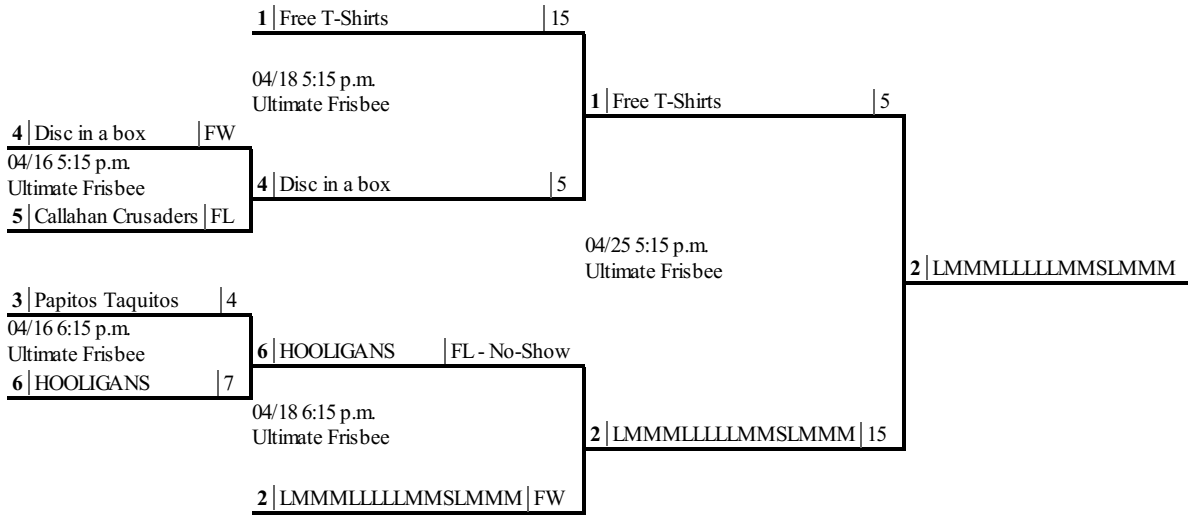 1 Free T-Shirts 15
04/18 5:15 p.m.
Ultimate Frisbee
1 Free T-Shirts 5
4 Disc in a box FW
04/16 5:15 p.m.
Ultimate Frisbee
4 Disc in a box 5
5 Callahan Crusaders FL
04/25 5:15 p.m.
Ultimate Frisbee
2 LMMMLLLLLMMSLMMM
3 Papitos Taquitos 4
04/16 6:15 p.m.
Ultimate Frisbee
6 HOOLIGANS FL - No-Show
6 HOOLIGANS 7
04/18 6:15 p.m.
Ultimate Frisbee
2 LMMMLLLLLMMSLMMM 15
2 LMMMLLLLLMMSLMMM FW